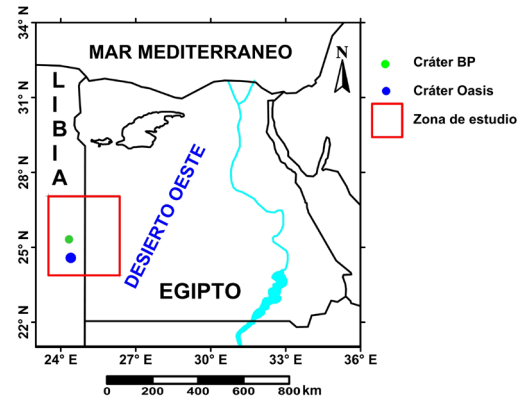 34° N
31° N
28° N
25° N
22° N
MAR MEDITERRANEO
N
LIBIA
DESIERTO OESTE
EGIPTO
24° E 27° E 30° E 33° E 36° E
0 200 400 600 800 km
Cráter BP
Cráter Oasis
Zona de estudio